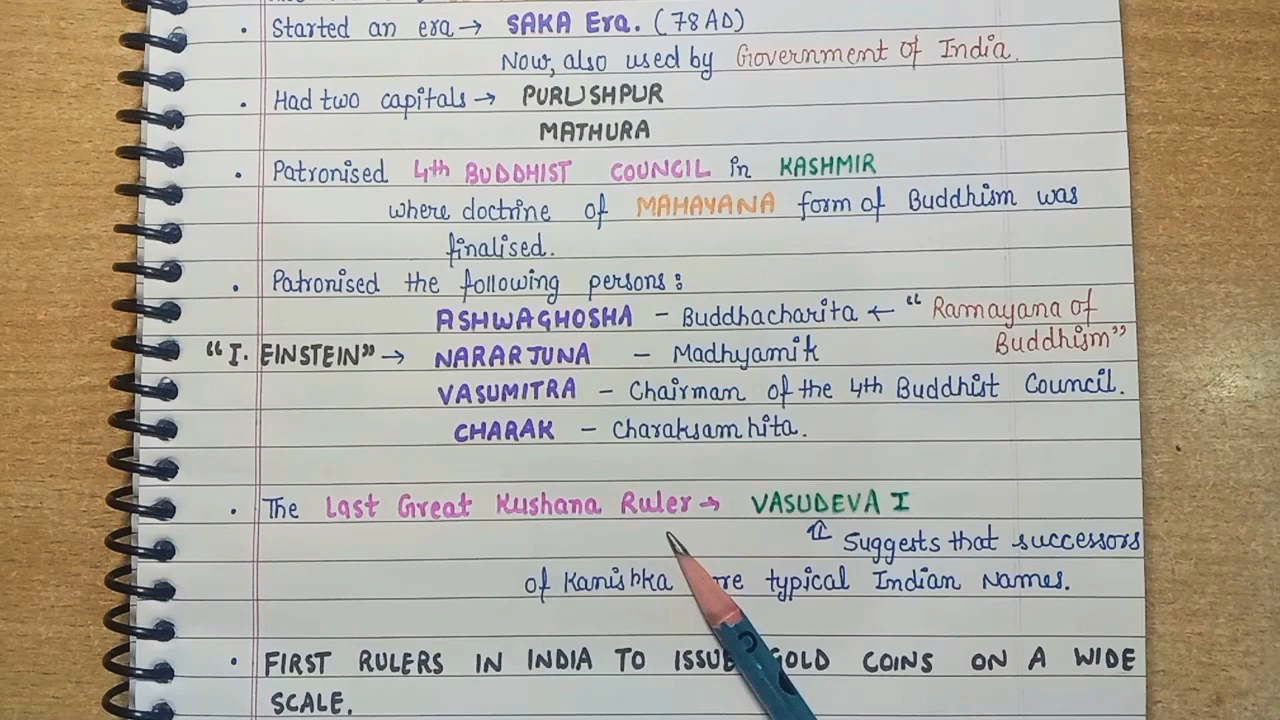 • Started an era → SAKA Era. (78 AD)
Now, also used by Government of India.
• Had two capitals → PURUSHPUR
MATHURA
• Patronised 4th BUDDHIST COUNCIL in KASHMIR
where doctrine of MAHAYANA form of Buddhism was
finalised.
• Patronised the following persons :
ASHWAGHOSHA - Buddhacharita ← "Ramayana of
Buddhism"
"I. EINSTEIN" → NARARJUNA - Madhyamik
VASUMITRA - Chairman of the 4th Buddhist Council.
CHARAK - Charaksamhita.
• The Last Great Kushana Ruler → VASUDEVA I
⇑ Suggests that successors
of Kanishka typical Indian Names.
• FIRST RULERS IN INDIA TO ISSUE GOLD COINS ON A WIDE
SCALE.